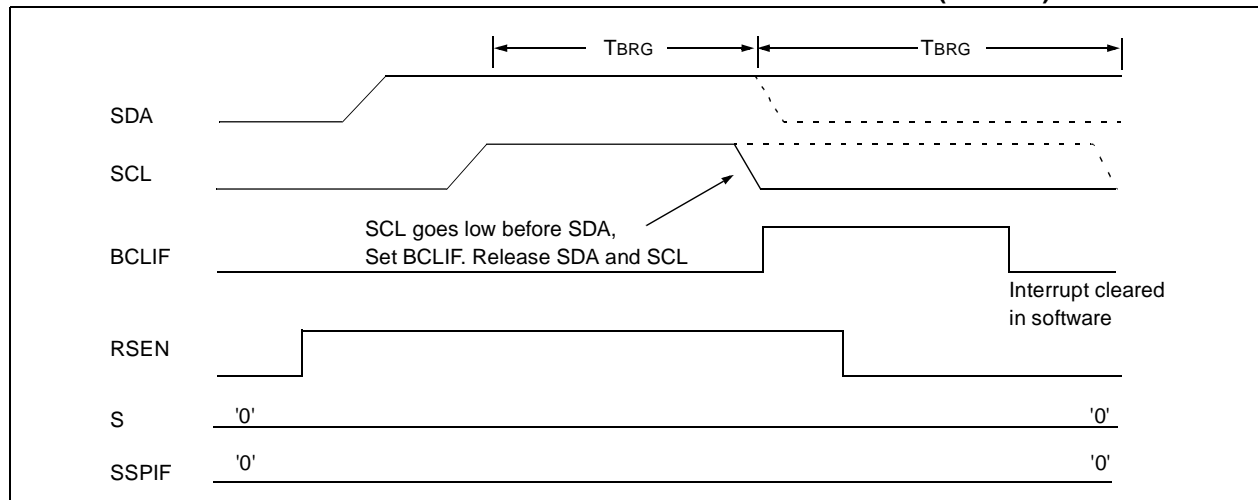 TBRG TBRG
SDA
SCL
SCL goes low before SDA,
Set BCLIF. Release SDA and SCL
BCLIF
Interrupt cleared
in software
RSEN
S '0' '0'
SSPIF '0' '0'